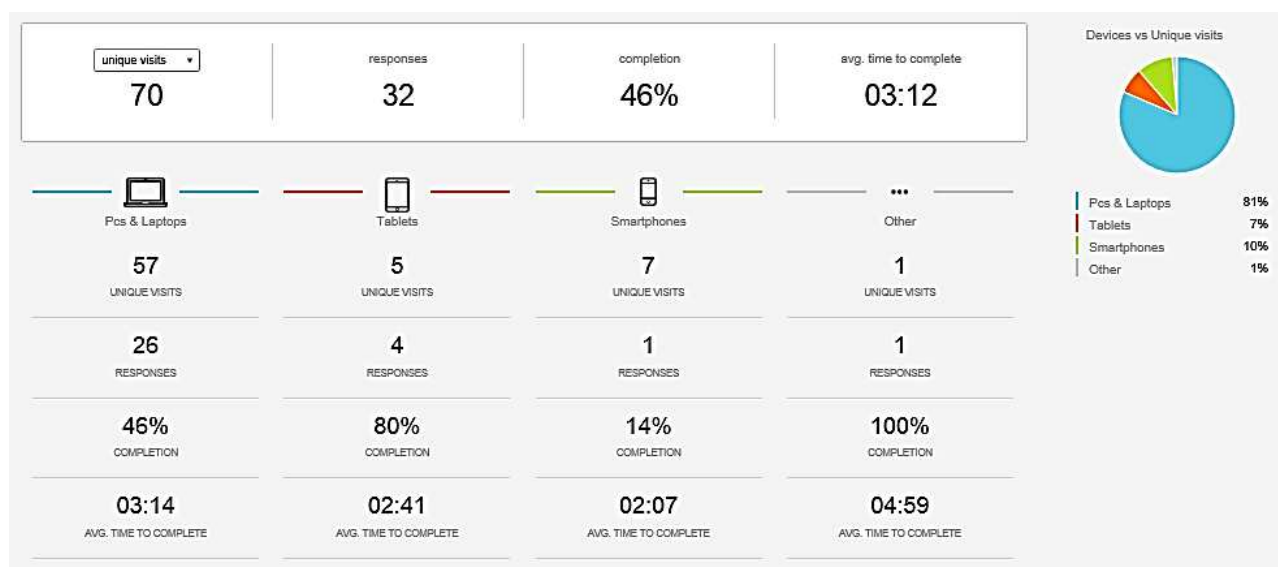 unique visits
responses
completion
avg. time to complete
70
32
46%
03:12
Pcs & Laptops
Tablets
Smartphones
Other
57
5
7
1
UNIQUE VISITS
UNIQUE VISITS
UNIQUE VISITS
UNIQUE VISITS
26
4
1
1
RESPONSES
RESPONSES
RESPONSES
RESPONSES
46%
80%
14%
100%
COMPLETION
COMPLETION
COMPLETION
COMPLETION
03:14
02:41
02:07
04:59
AVG. TIME TO COMPLETE
AVG. TIME TO COMPLETE
AVG. TIME TO COMPLETE
AVG. TIME TO COMPLETE
Devices vs Unique visits
Pcs & Laptops 81%
Tablets 7%
Smartphones 10%
Other 1%